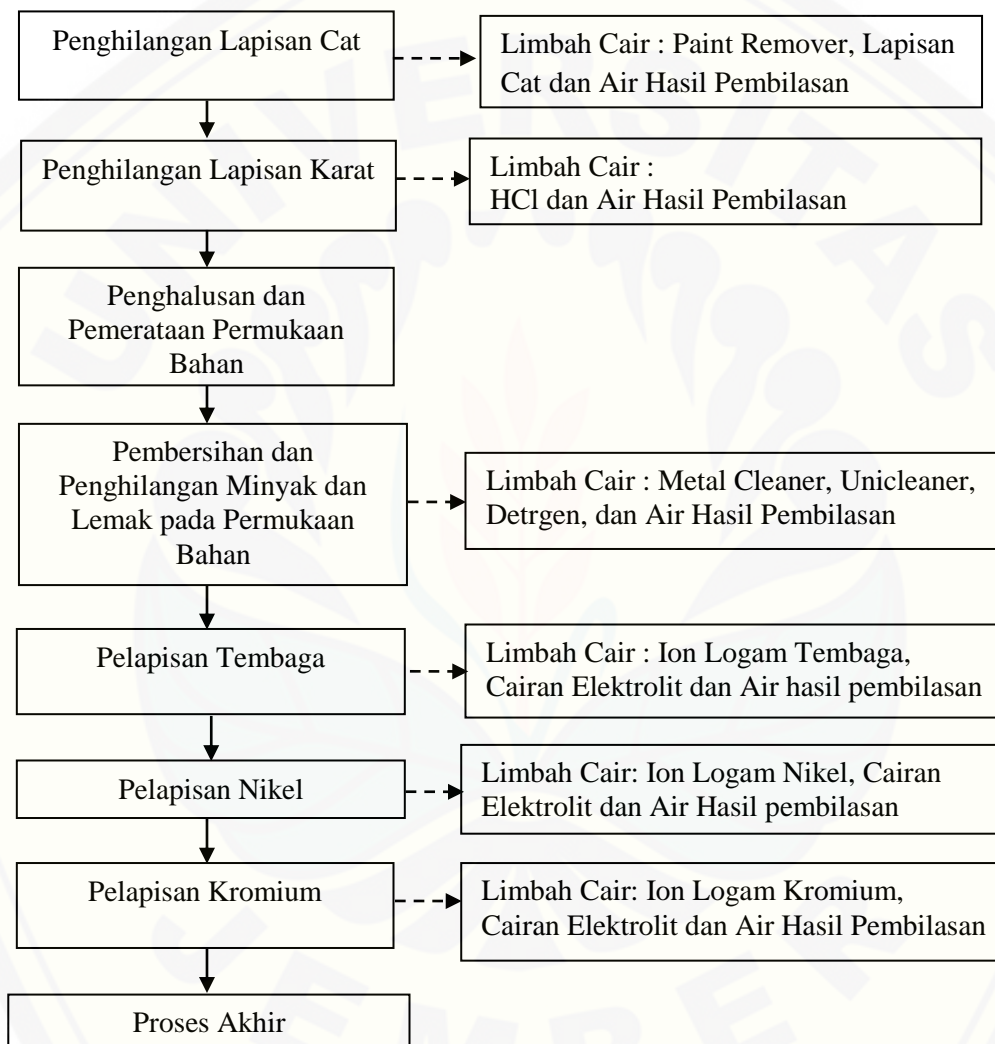 Penghilangan Lapisan Cat
Limbah Cair : Paint Remover, Lapisan
Cat dan Air Hasil Pembilasan
Penghilangan Lapisan Karat
Limbah Cair :
HCl dan Air Hasil Pembilasan
Penghalusan dan
Pemerataan Permukaan
Bahan
Pembersihan dan
Penghilangan Minyak dan
Lemak pada Permukaan
Bahan
Limbah Cair : Metal Cleaner, Unicleaner,
Detrgen, dan Air Hasil Pembilasan
Pelapisan Tembaga
Limbah Cair : Ion Logam Tembaga,
Cairan Elektrolit dan Air hasil pembilasan
Pelapisan Nikel
Limbah Cair: Ion Logam Nikel, Cairan
Elektrolit dan Air Hasil pembilasan
Pelapisan Kromium
Limbah Cair: Ion Logam Kromium,
Cairan Elektrolit dan Air Hasil Pembilasan
Proses Akhir
UNIVERSITAS
JEMBER